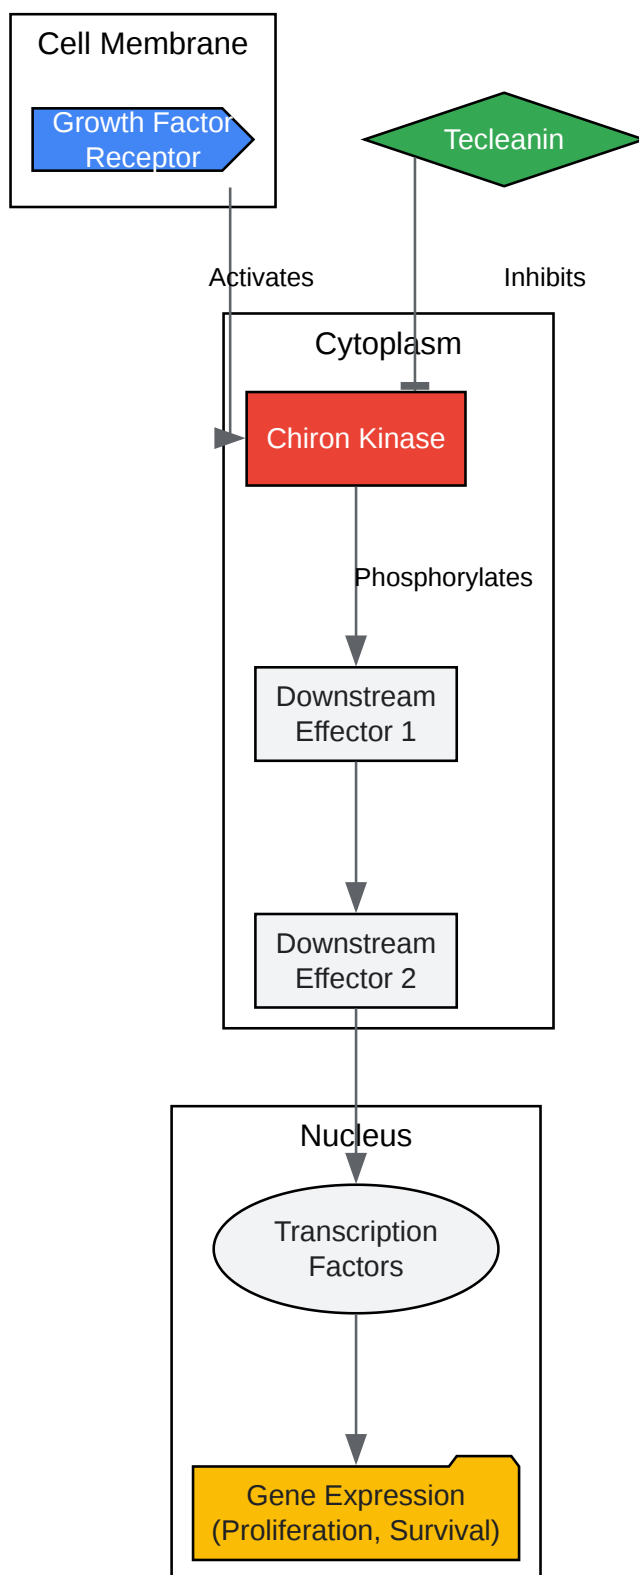 Cell Membrane
Growth Factor
Receptor
Tecleanin
Activates
Inhibits
Cytoplasm
Chiron Kinase
Phosphorylates
Downstream
Effector 1
Downstream
Effector 2
Nucleus
Transcription
Factors
Gene Expression
(Proliferation, Survival)